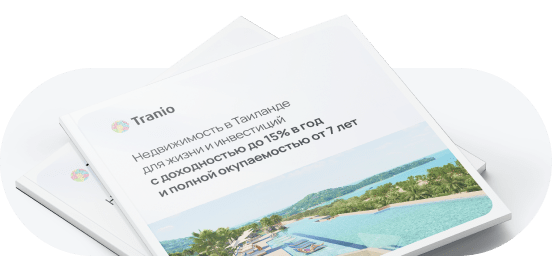 Tranio
Недвижимость в Таиланде
для жизни и инвестиций
с доходностью до 15% в год
и полной окупаемостью от 7 лет